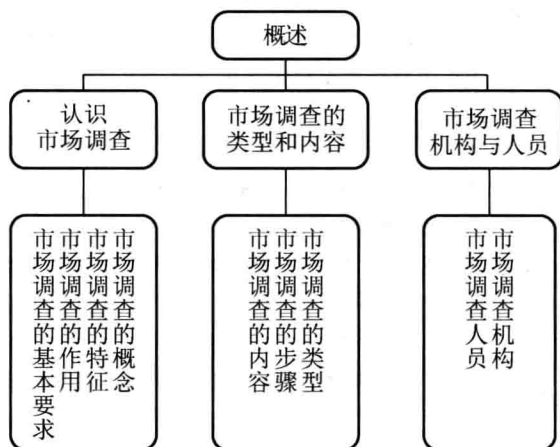 概述
认识
市场调查
市场调查的
类型和内容
市场调查
机构与人员
市场调查的概念
市场调查的特征
市场调查的作用
市场调查的基本要求
市场调查的类型
市场调查的步骤
市场调查的内容
市场调查机构
市场调查人员